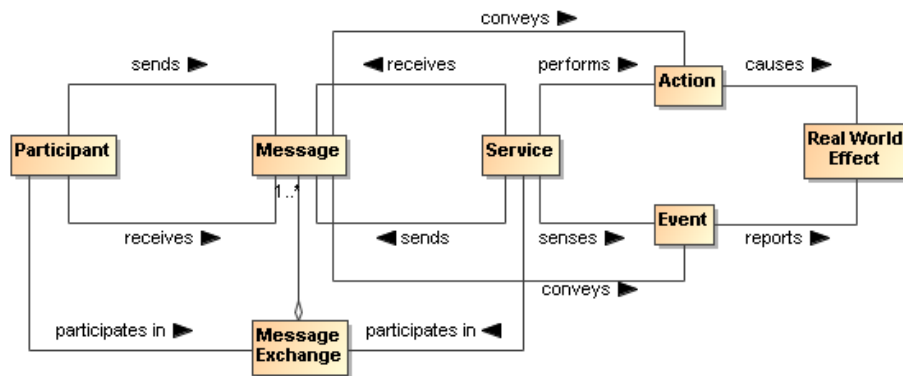 conveys ►
sends ►
◄ receives
performs ►
causes ►
Action
Participant
Message
Service
Real World
Effect
1..*
Event
receives ►
◄ sends
senses ►
reports ►
conveys ►
participates in ►
Message
Exchange
participates in ◄